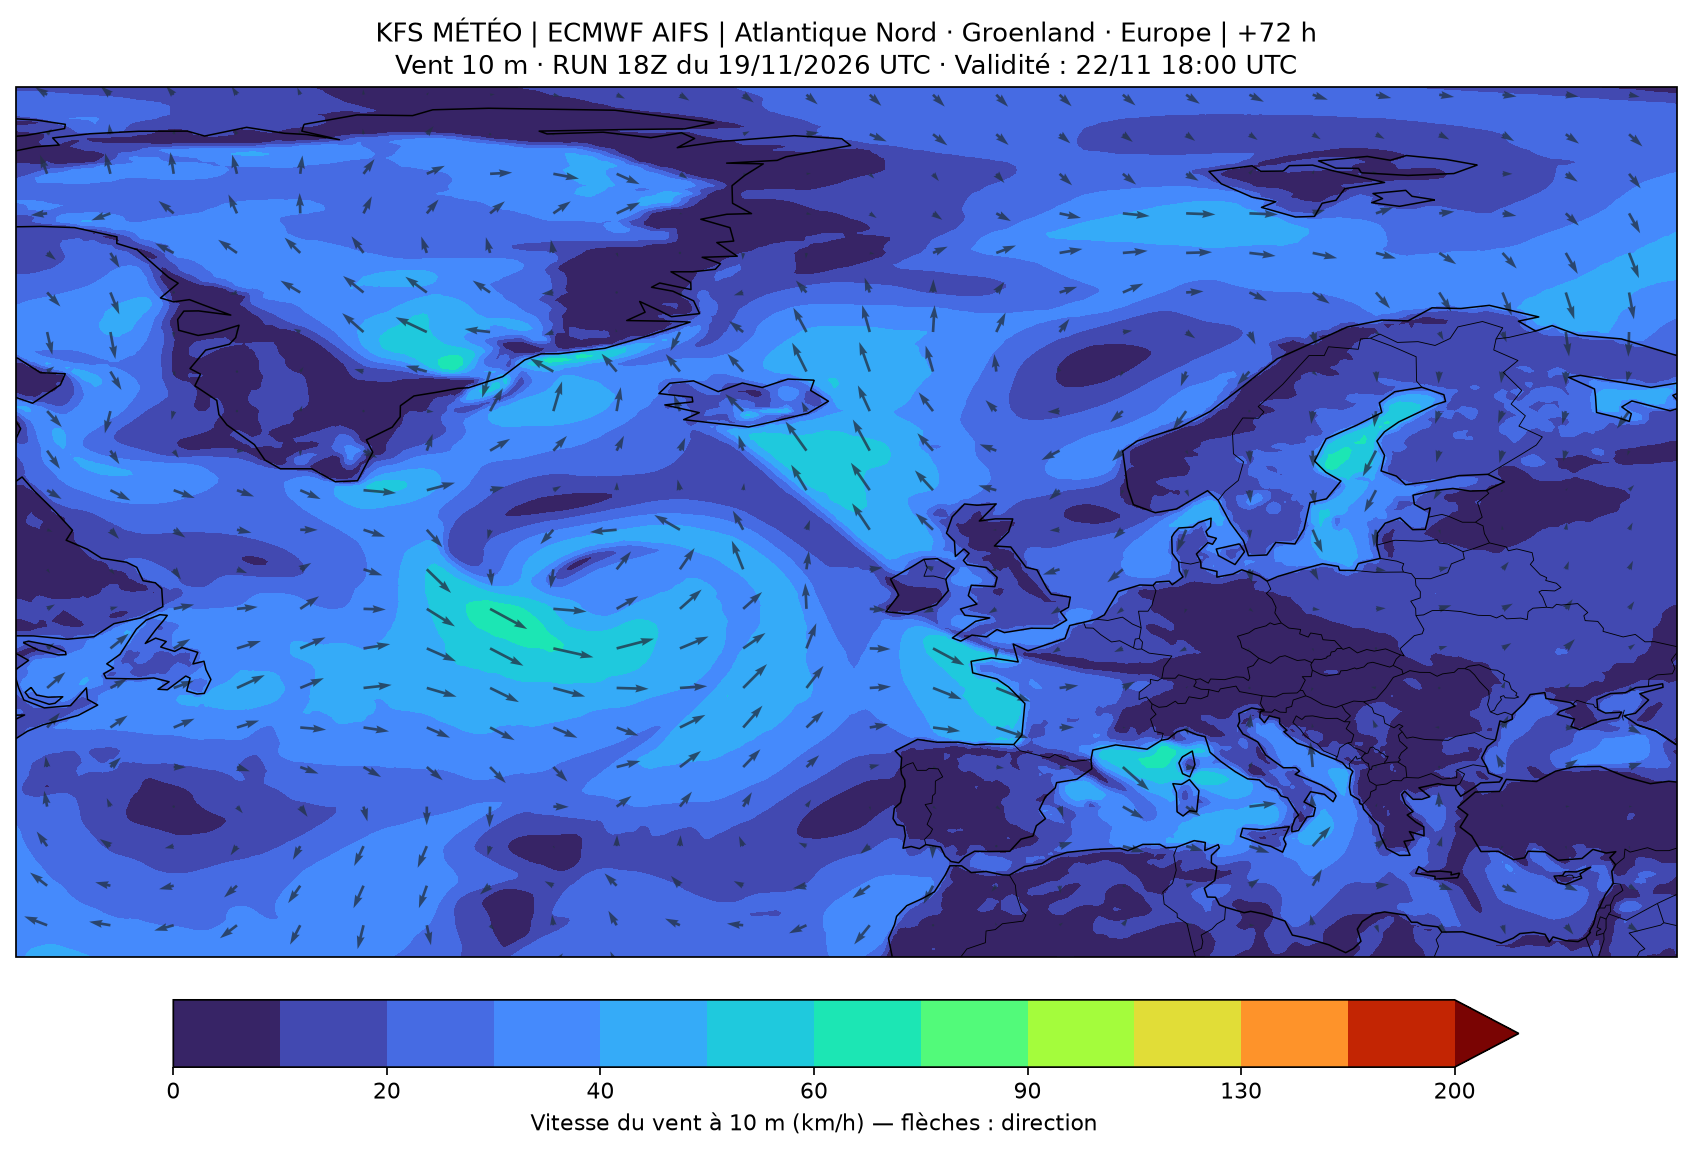 KFS MÉTÉO | ECMWF AIFS | Atlantique Nord · Groenland · Europe | +72 h
Vent 10 m · RUN 18Z du 19/11/2026 UTC · Validité : 22/11 18:00 UTC
0 20 40 60 90 130 200
Vitesse du vent à 10 m (km/h) — flèches : direction